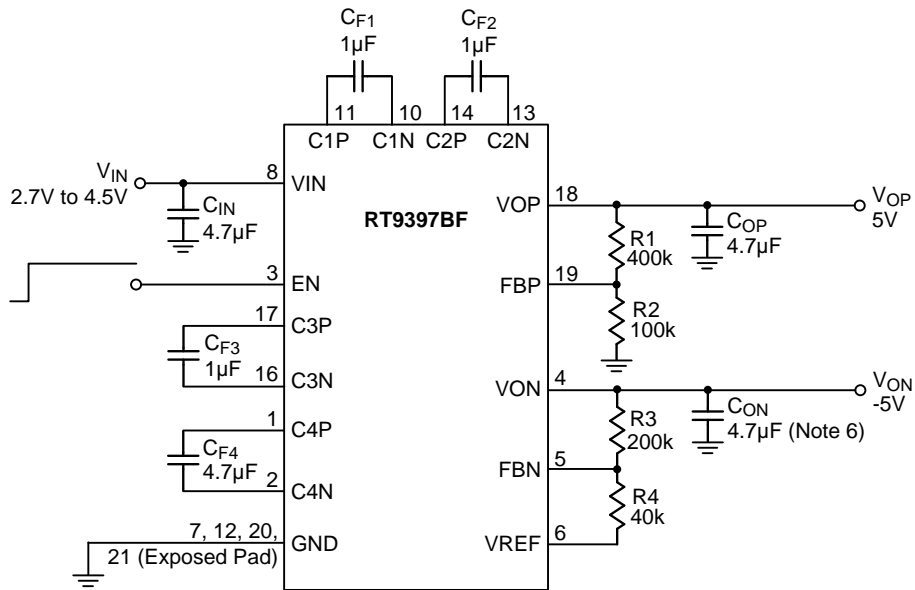 CF1
1µF
CF2
1µF
11
10
14
13
C1P
C1N
C2P
C2N
VIN
2.7V to 4.5V
8
VIN
CIN
4.7µF
RT9397BF
VOP
18
VOP
5V
COP
4.7µF
R1
400k
3
EN
FBP
19
R2
100k
17
C3P
CF3
1µF
16
C3N
VON
4
VON
-5V
CON
4.7µF (Note 6)
R3
200k
1
C4P
CF4
4.7µF
2
C4N
FBN
5
R4
40k
7, 12, 20,
21 (Exposed Pad)
GND
VREF
6